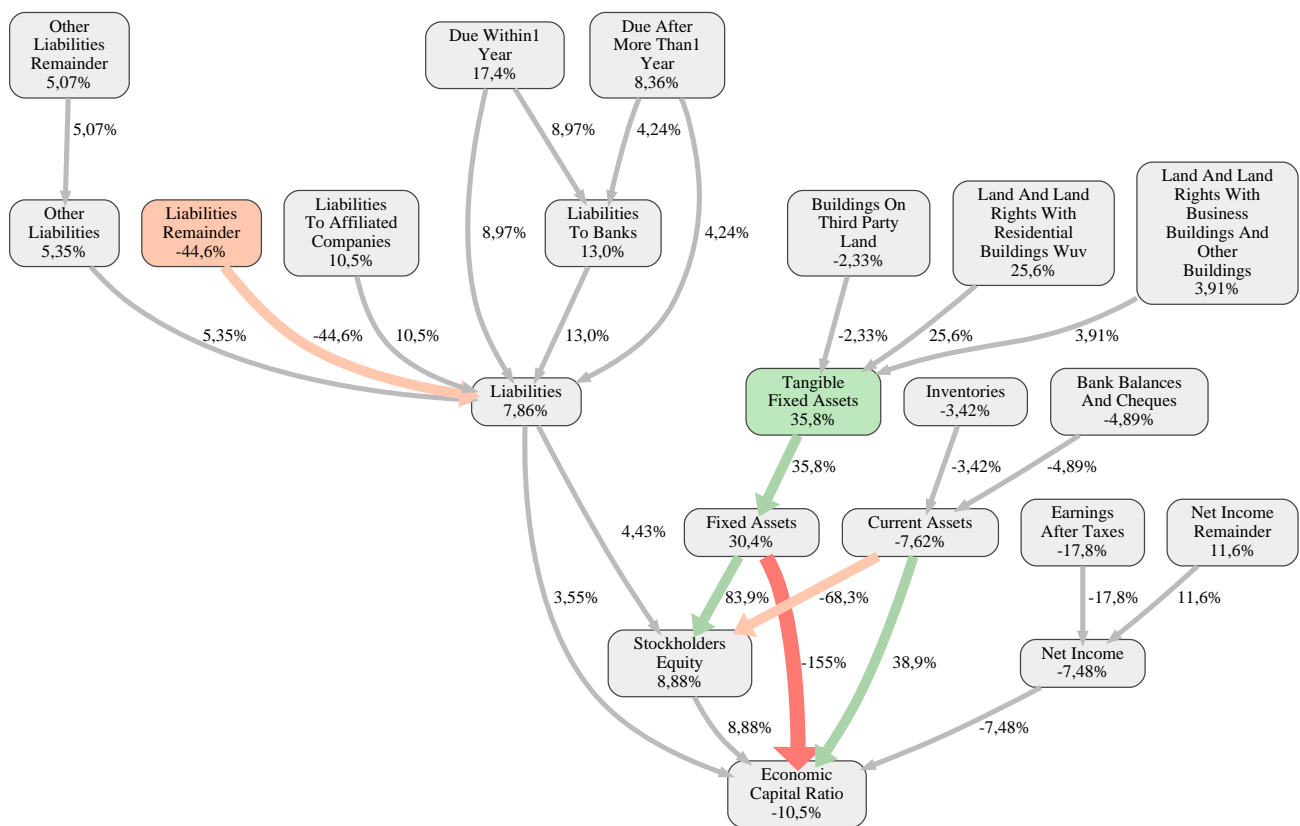 Other
Liabilities
Remainder
5,07%
Due Within1
Year
17,4%
Due After
More Than1
Year
8,36%
5,07%
8,97%
4,24%
Other
Liabilities
5,35%
Liabilities
Remainder
-44,6%
Liabilities
To Affiliated
Companies
10,5%
8,97%
Liabilities
To Banks
13,0%
4,24%
Buildings On
Third Party
Land
-2,33%
Land And Land
Rights With
Residential
Buildings Wuv
25,6%
Land And Land
Rights With
Business
Buildings And
Other
Buildings
3,91%
5,35%
-44,6%
10,5%
13,0%
-2,33%
25,6%
3,91%
Liabilities
7,86%
Tangible
Fixed Assets
35,8%
Inventories
-3,42%
Bank Balances
And Cheques
-4,89%
35,8%
-3,42%
-4,89%
4,43%
Fixed Assets
30,4%
Current Assets
-7,62%
Earnings
After Taxes
-17,8%
Net Income
Remainder
11,6%
3,55%
83,9%
-68,3%
-17,8%
11,6%
Stockholders
Equity
8,88%
-155%
38,9%
Net Income
-7,48%
8,88%
-7,48%
Economic
Capital Ratio
-10,5%